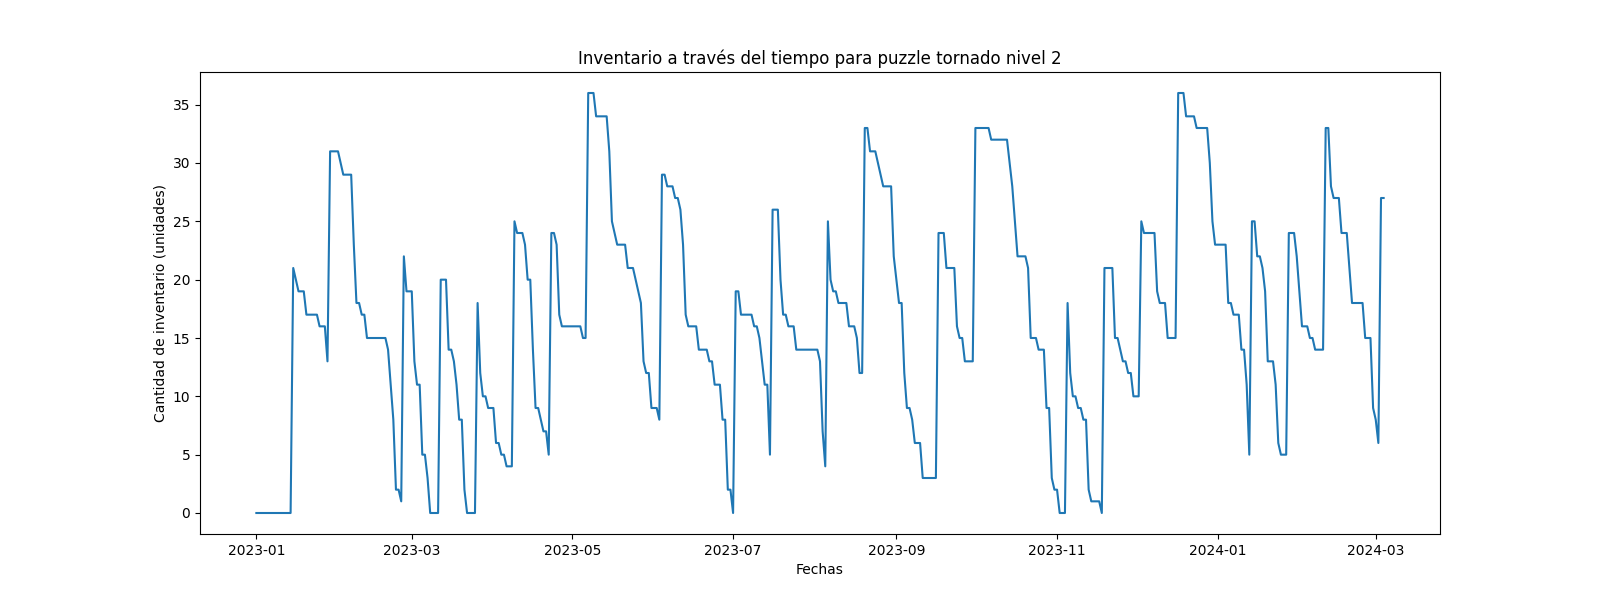 Inventario a través del tiempo para puzzle tornado nivel 2
Cantidad de inventario (unidades)
35
30
25
20
15
10
5
0
2023-01 2023-03 2023-05 2023-07 2023-09 2023-11 2024-01 2024-03
Fechas